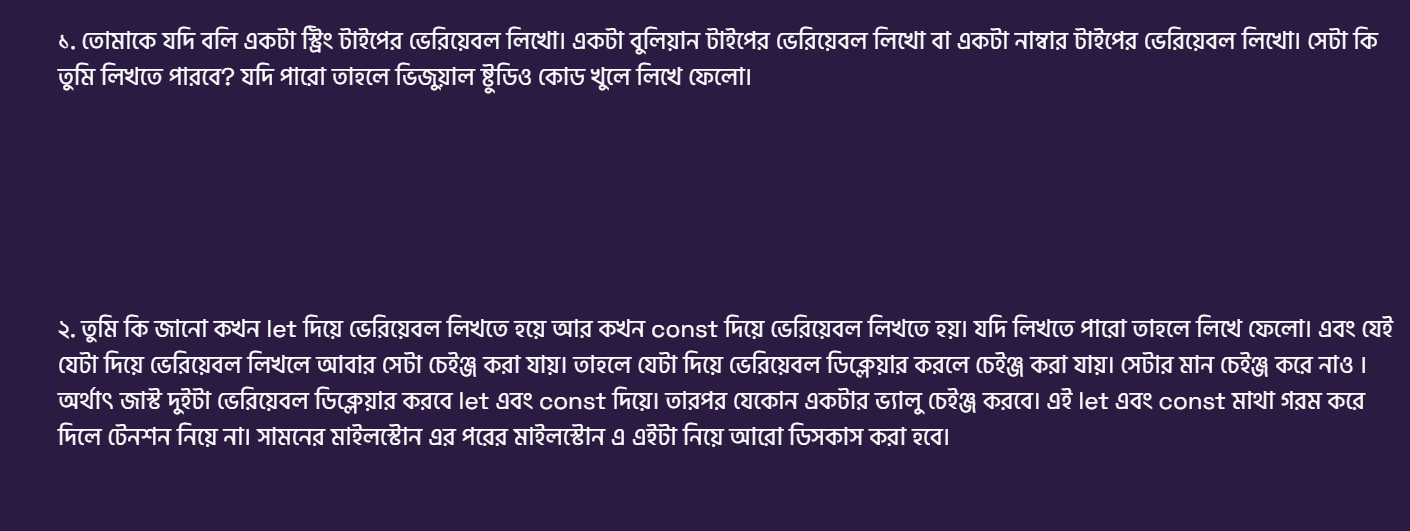 ১. তোমাকে যদি বলি একটা স্ট্রিং টাইপের ভেরিয়েবল লিখো। একটা বুলিয়ান টাইপের ভেরিয়েবল লিখো বা একটা নাম্বার টাইপের ভেরিয়েবল লিখো। সেটা কি
তুমি লিখতে পারবে? যদি পারো তাহলে ভিজুয়াল ষ্টুডিও কোড খুলে লিখে ফেলো।
২. তুমি কি জানো কখন let দিয়ে ভেরিয়েবল লিখতে হয়ে আর কখন const দিয়ে ভেরিয়েবল লিখতে হয়। যদি লিখতে পারো তাহলে লিখে ফেলো। এবং যেই
যেটা দিয়ে ভেরিয়েবল লিখলে আবার সেটা চেইঞ্জ করা যায়। তাহলে যেটা দিয়ে ভেরিয়েবল ডিক্লেয়ার করলে চেইঞ্জ করা যায়। সেটার মান চেইঞ্জ করে নাও ।
অর্থাৎ জাস্ট দুইটা ভেরিয়েবল ডিক্লেয়ার করবে let এবং const দিয়ে। তারপর যেকোন একটার ভ্যালু চেইঞ্জ করবে। এই let এবং const মাথা গরম করে
দিলে টেনশন নিয়ে না। সামনের মাইলস্টোন এর পরের মাইলস্টোন এ এইটা নিয়ে আরো ডিসকাস করা হবে।